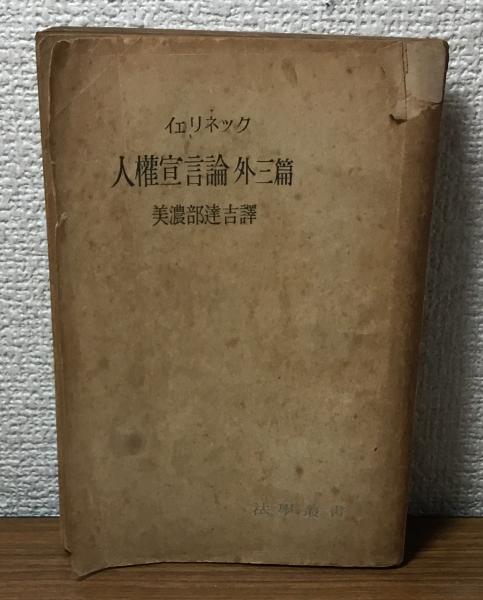 イェリネック
人權宣言論 外三篇
美濃部達吉譯
法學叢書